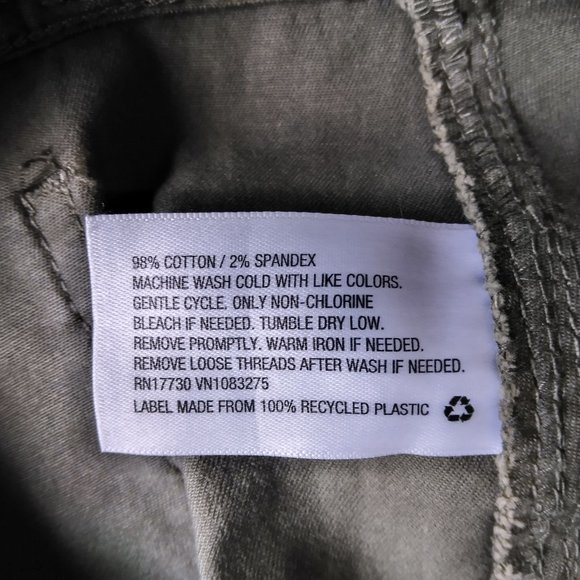 98% COTTON / 2% SPANDEX
MACHINE WASH COLD WITH LIKE COLORS.
GENTLE CYCLE. ONLY NON-CHLORINE
BLEACH IF NEEDED. TUMBLE DRY LOW.
REMOVE PROMPTLY. WARM IRON IF NEEDED.
REMOVE LOOSE THREADS AFTER WASH IF NEEDED.
RN17730 VN1083275
LABEL MADE FROM 100% RECYCLED PLASTIC